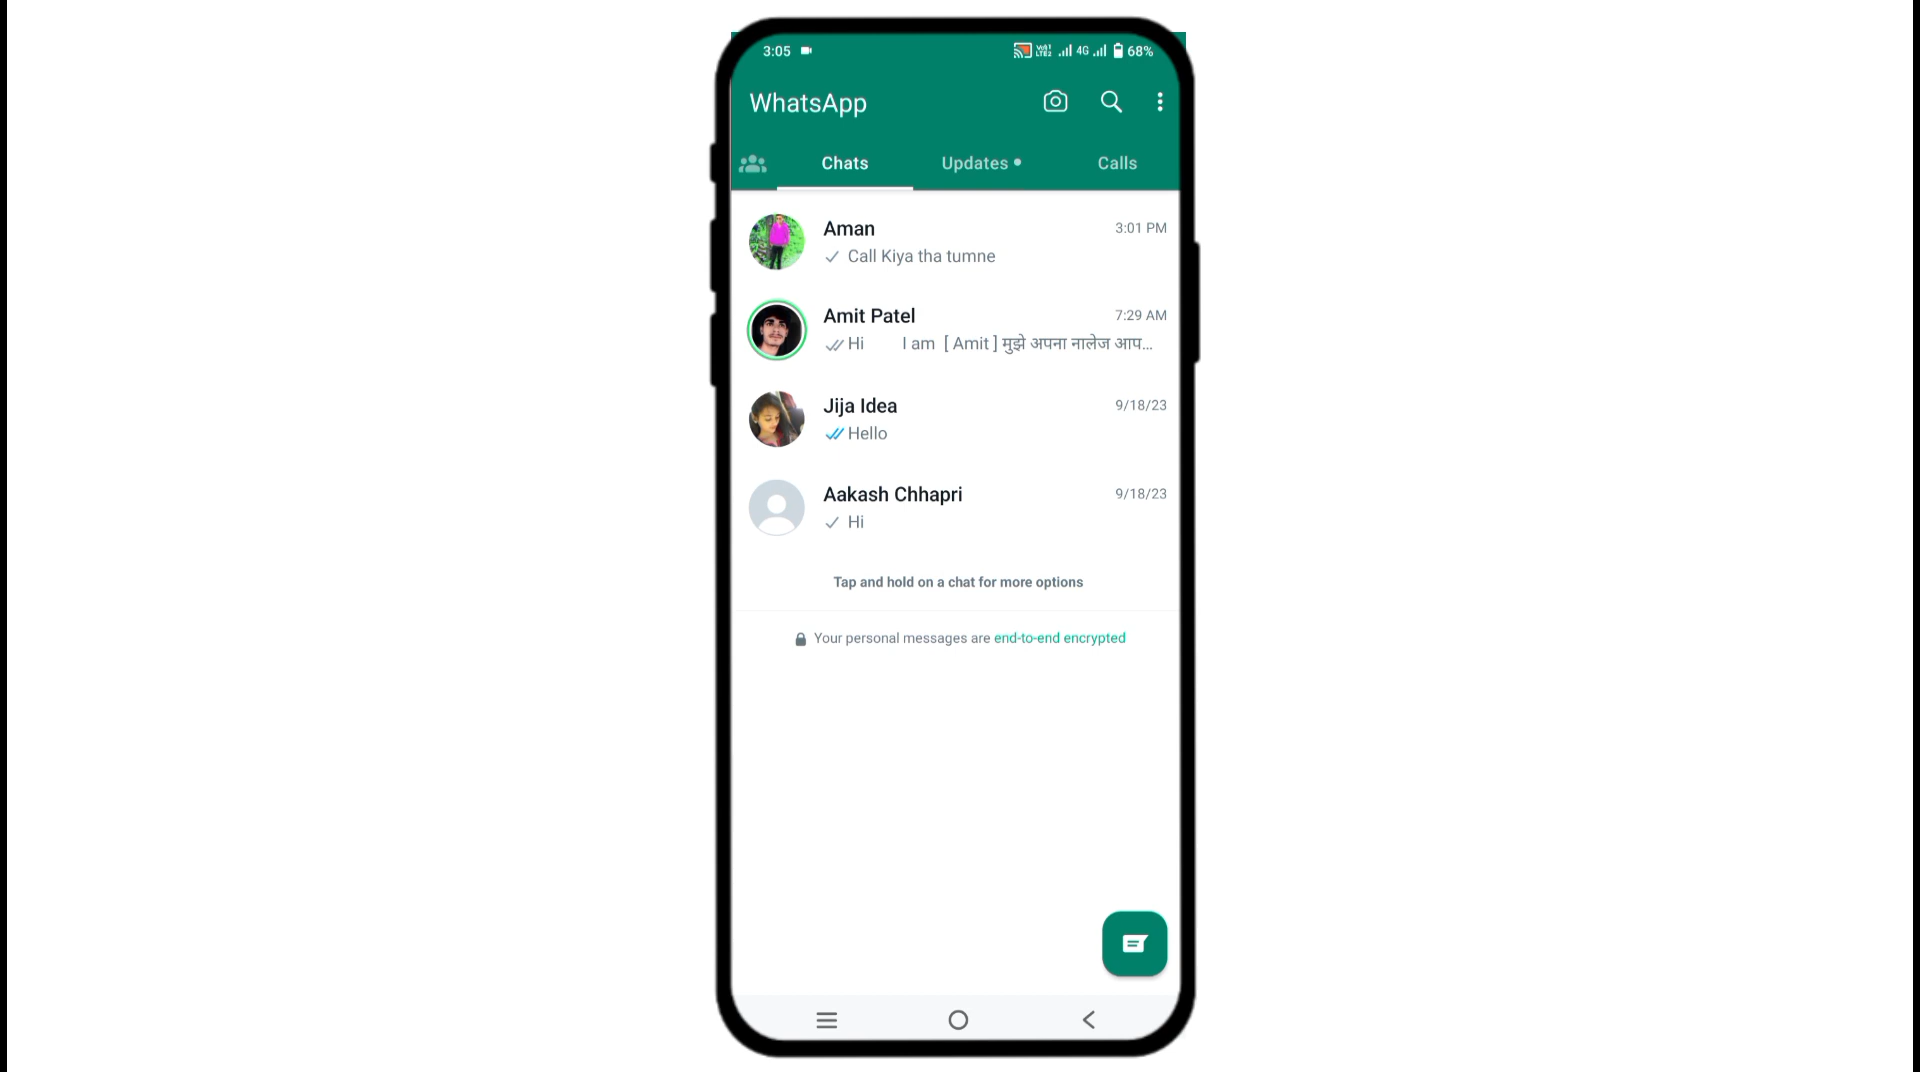 3:05 4G 68%
WhatsApp
Chats Updates Calls
Aman 3:01 PM
Call Kiya tha tumne
Amit Patel 7:29 AM
Hi I am [ Amit ] मुझे अपना नालेज आप...
Jija Idea 9/18/23
Hello
Aakash Chhapri 9/18/23
Hi
Tap and hold on a chat for more options
Your personal messages are end-to-end encrypted